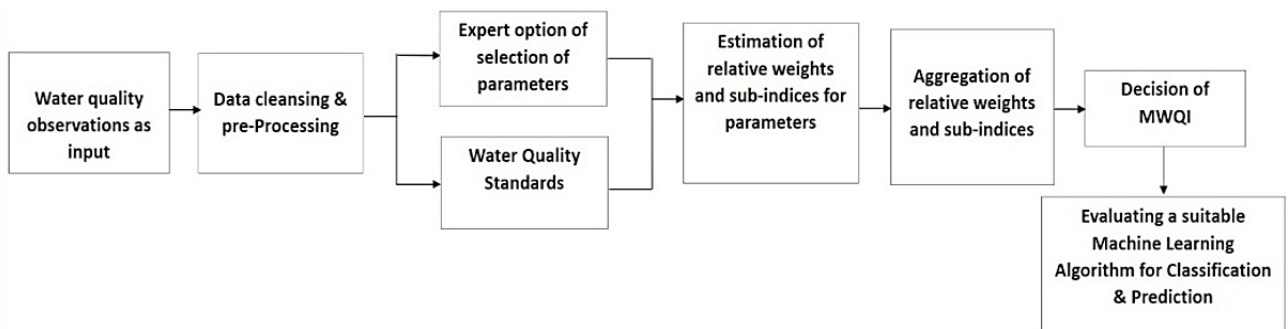 Water quality
observations as
input
Data cleansing &
pre-Processing
Expert option of
selection of
parameters
Water Quality
Standards
Estimation of
relative weights
and sub-indices for
parameters
Aggregation of
relative weights
and sub-indices
Decision of
MWQI
Evaluating a suitable
Machine Learning
Algorithm for Classification
& Prediction